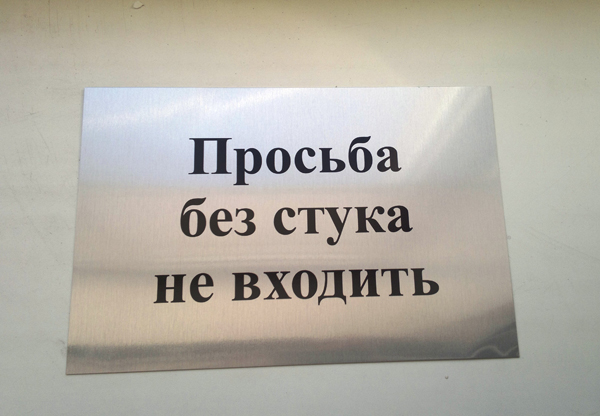 Просьба
без стука
не входить